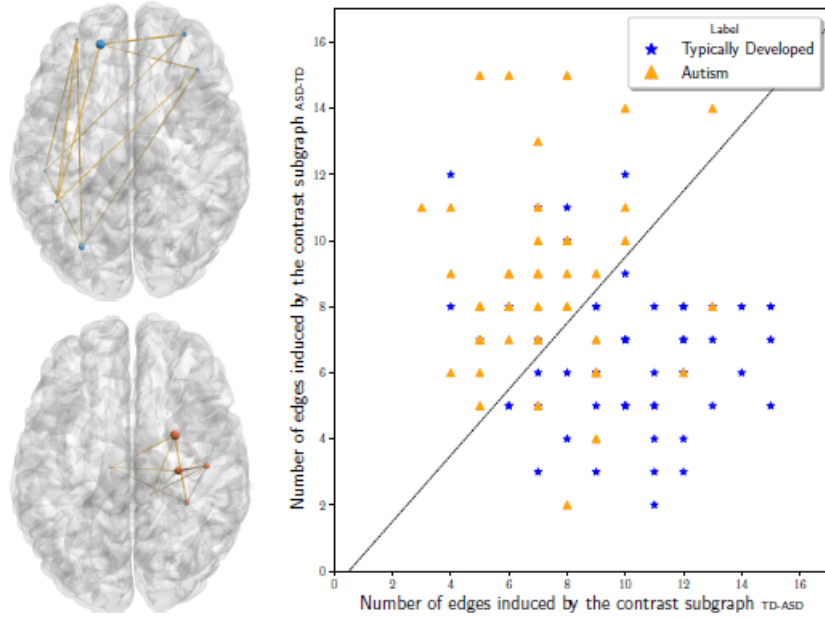 Label
Typically Developed
Autism
Number of edges induced by the contrast subgraph ASD-TD
16
14
12
10
8
6
4
2
0
0 2 4 6 8 10 12 14 16
Number of edges induced by the contrast subgraph TD-ASD